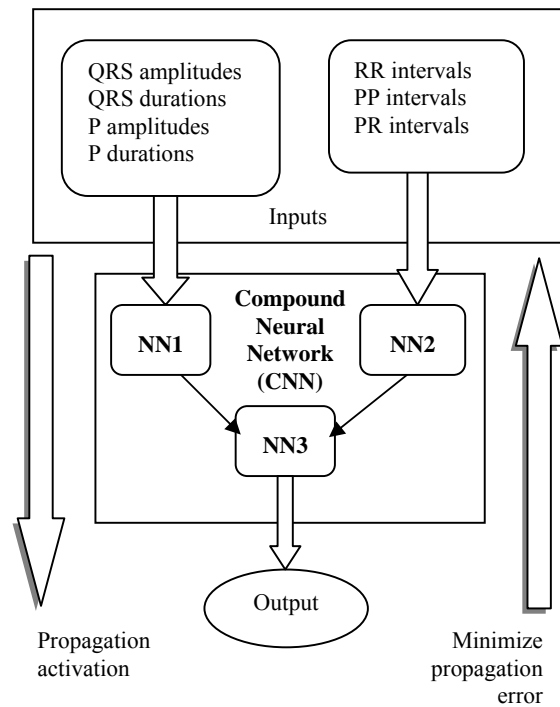 QRS amplitudes
QRS durations
P amplitudes
P durations
RR intervals
PP intervals
PR intervals
Inputs
Compound
Neural
Network
(CNN)
NN1
NN2
NN3
Output
Propagation
activation
Minimize
propagation
error